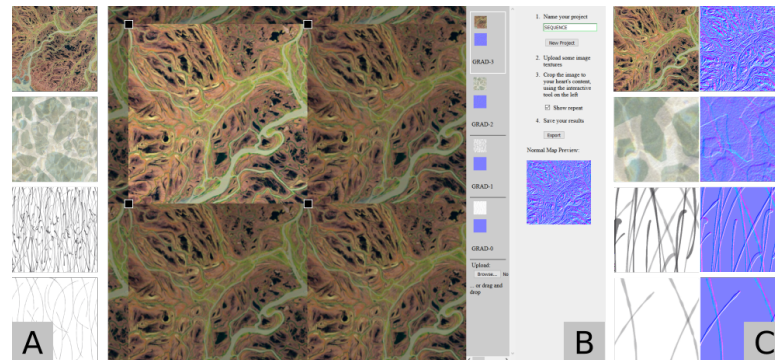 GRAD-3
GRAD-2
GRAD-1
GRAD-0
Upload:
Browse... No
... or drag and
drop
1. Name your project
SEQUENCE
New Project
2. Upload some image
textures
3. Crop the image to
your heart's content,
using the interactive
tool on the left
Show repeat
4. Save your results
Export
Normal Map Preview:
A
B
C